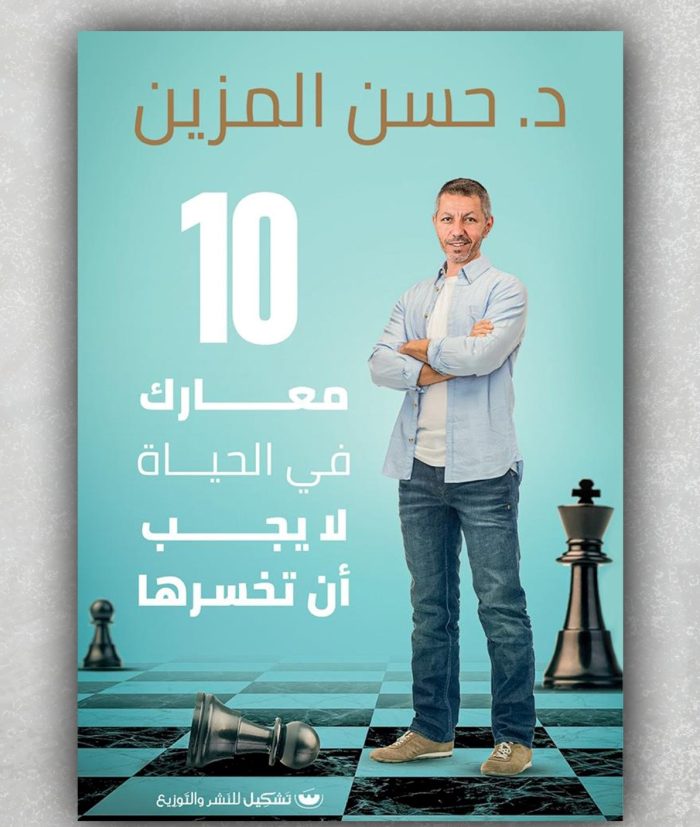 د. حسن المزين
10
معارك
في الحياة
لا يجب
أن تخسرها
تشكيل للنشر والتوزيع